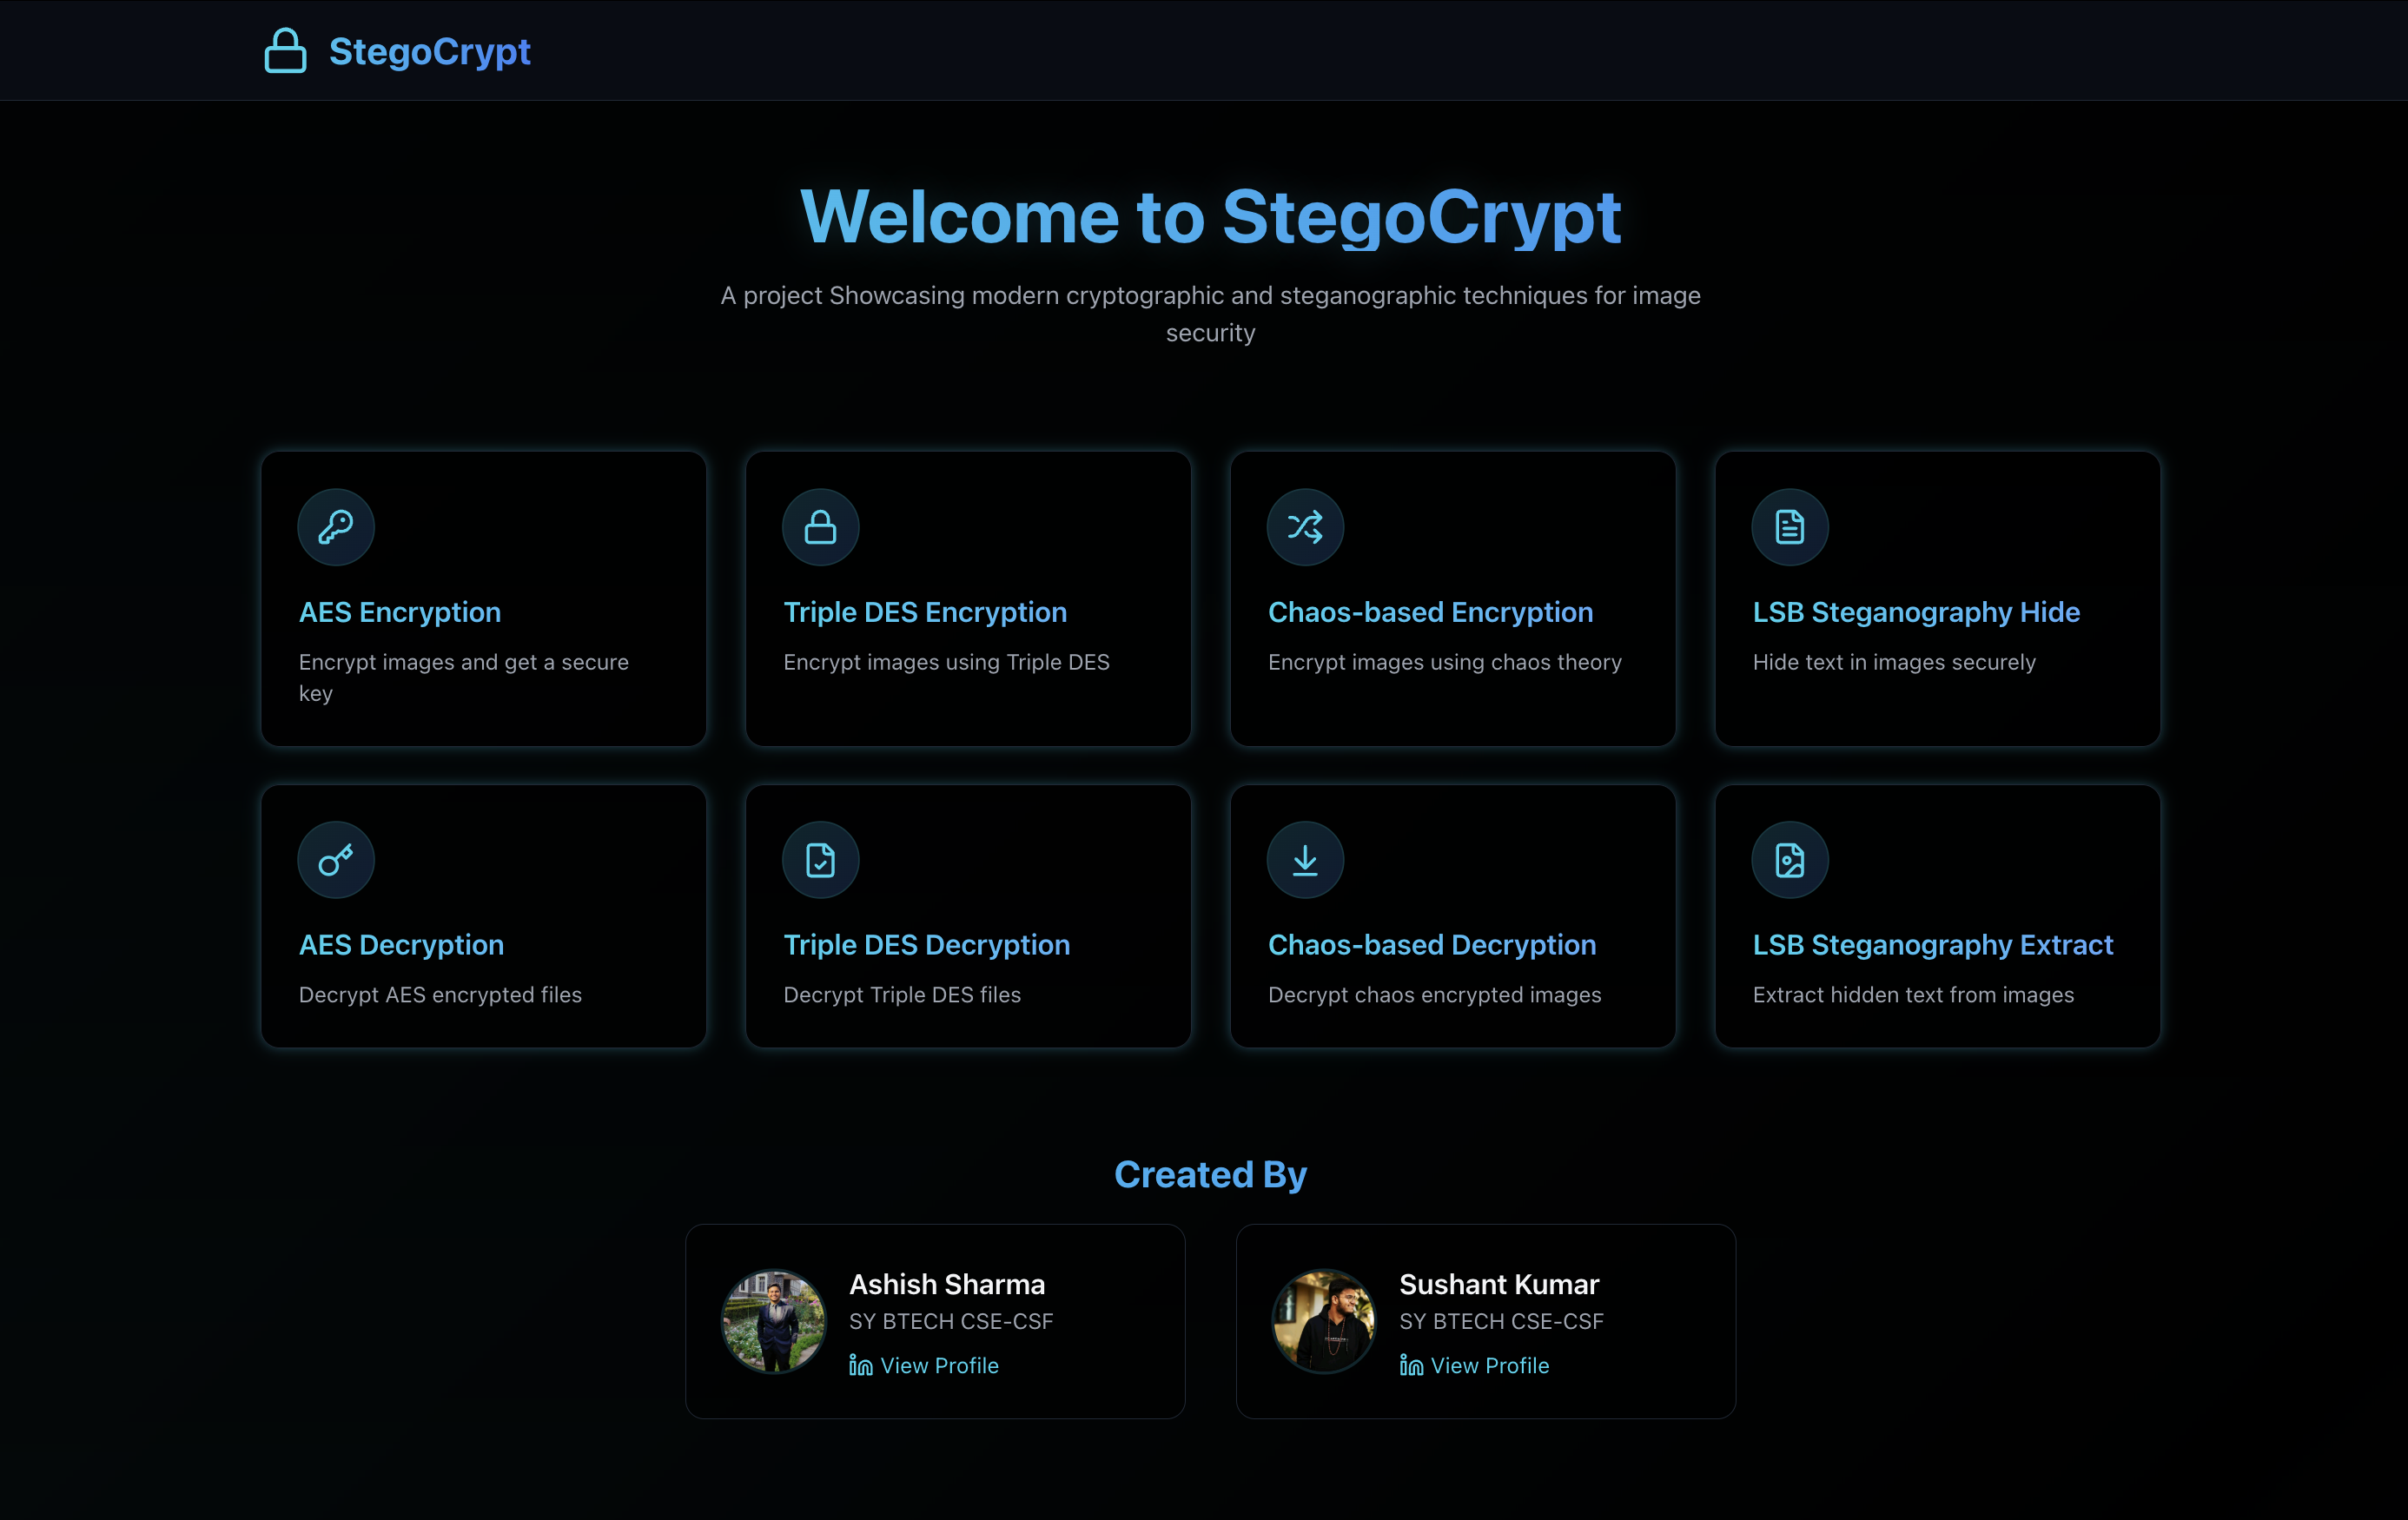 StegoCrypt
Welcome to StegoCrypt
A project Showcasing modern cryptographic and steganographic techniques for image
security
AES Encryption
Encrypt images and get a secure
key
Triple DES Encryption
Encrypt images using Triple DES
Chaos-based Encryption
Encrypt images using chaos theory
LSB Steganography Hide
Hide text in images securely
AES Decryption
Decrypt AES encrypted files
Triple DES Decryption
Decrypt Triple DES files
Chaos-based Decryption
Decrypt chaos encrypted images
LSB Steganography Extract
Extract hidden text from images
Created By
Ashish Sharma
SY BTECH CSE-CSF
View Profile
Sushant Kumar
SY BTECH CSE-CSF
View Profile